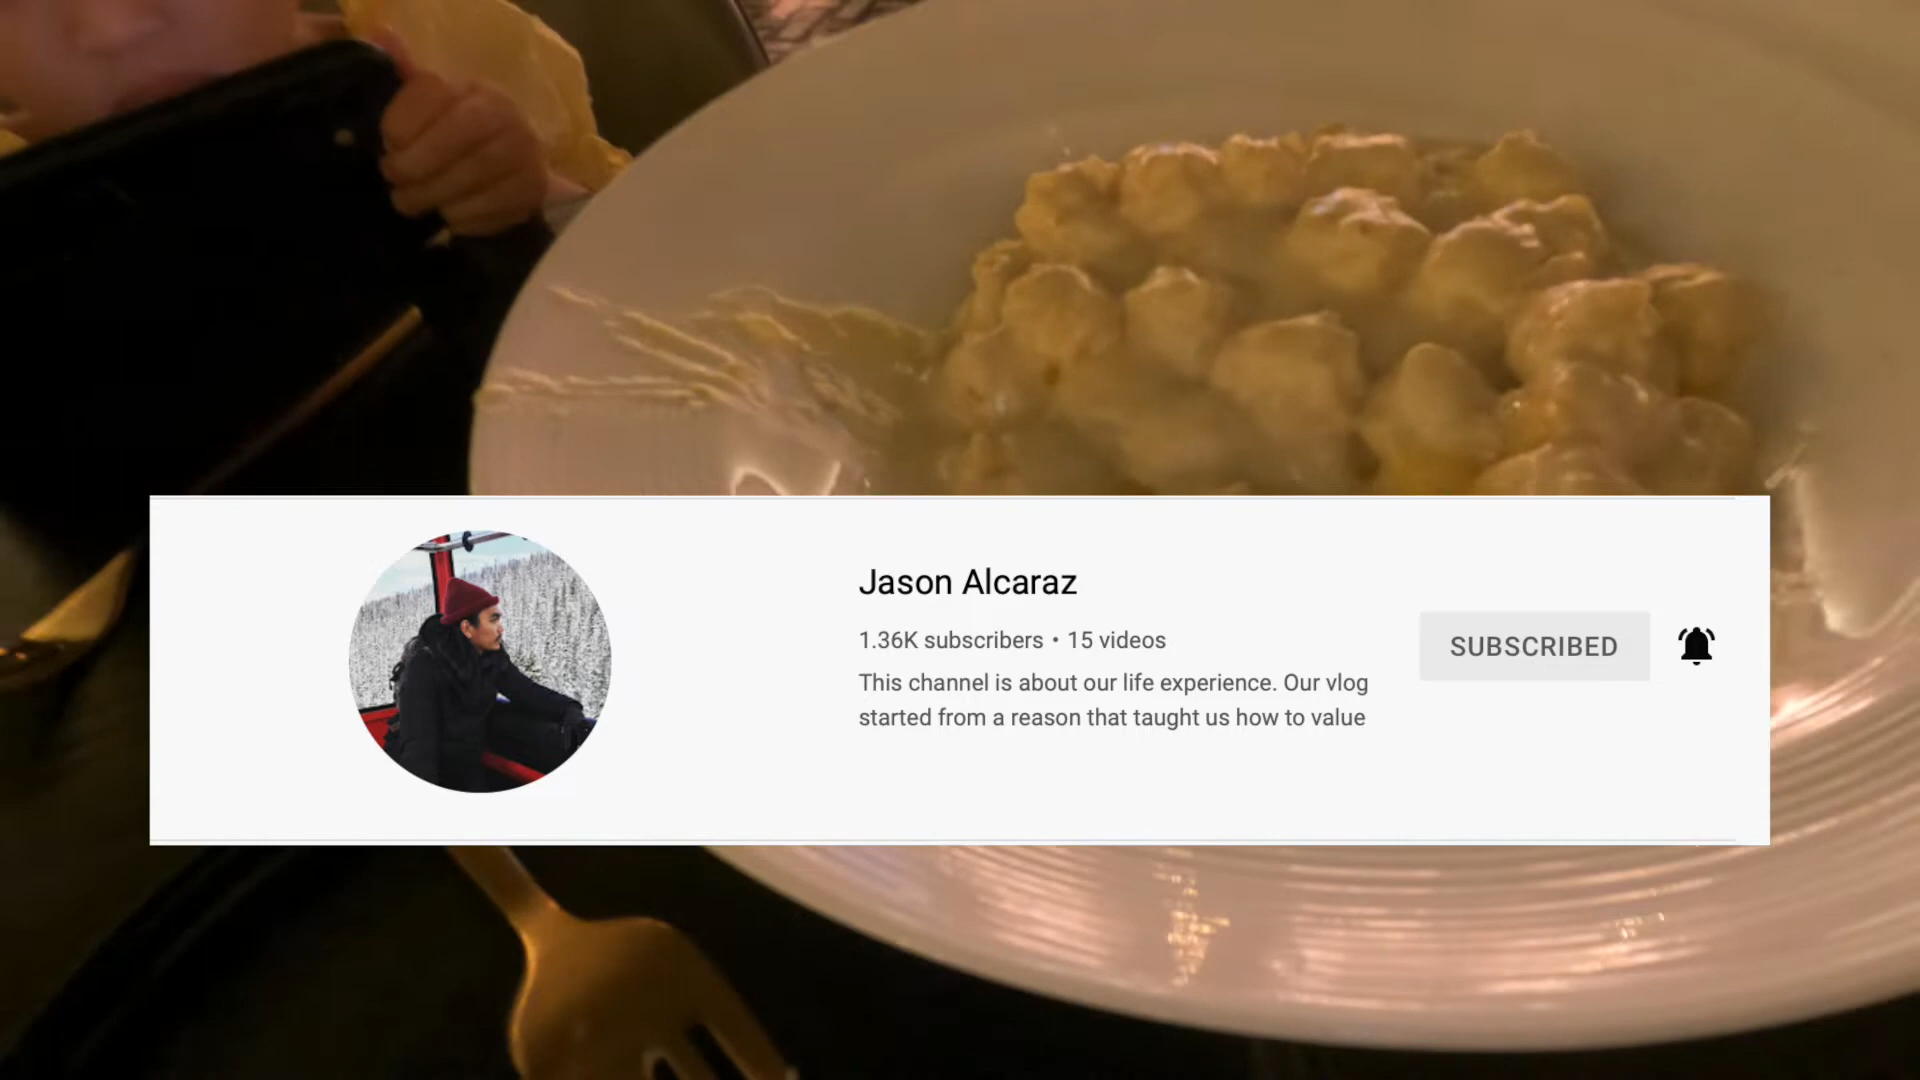 Jason Alcaraz
1.36K subscribers • 15 videos
This channel is about our life experience. Our vlog
started from a reason that taught us how to value
SUBSCRIBED